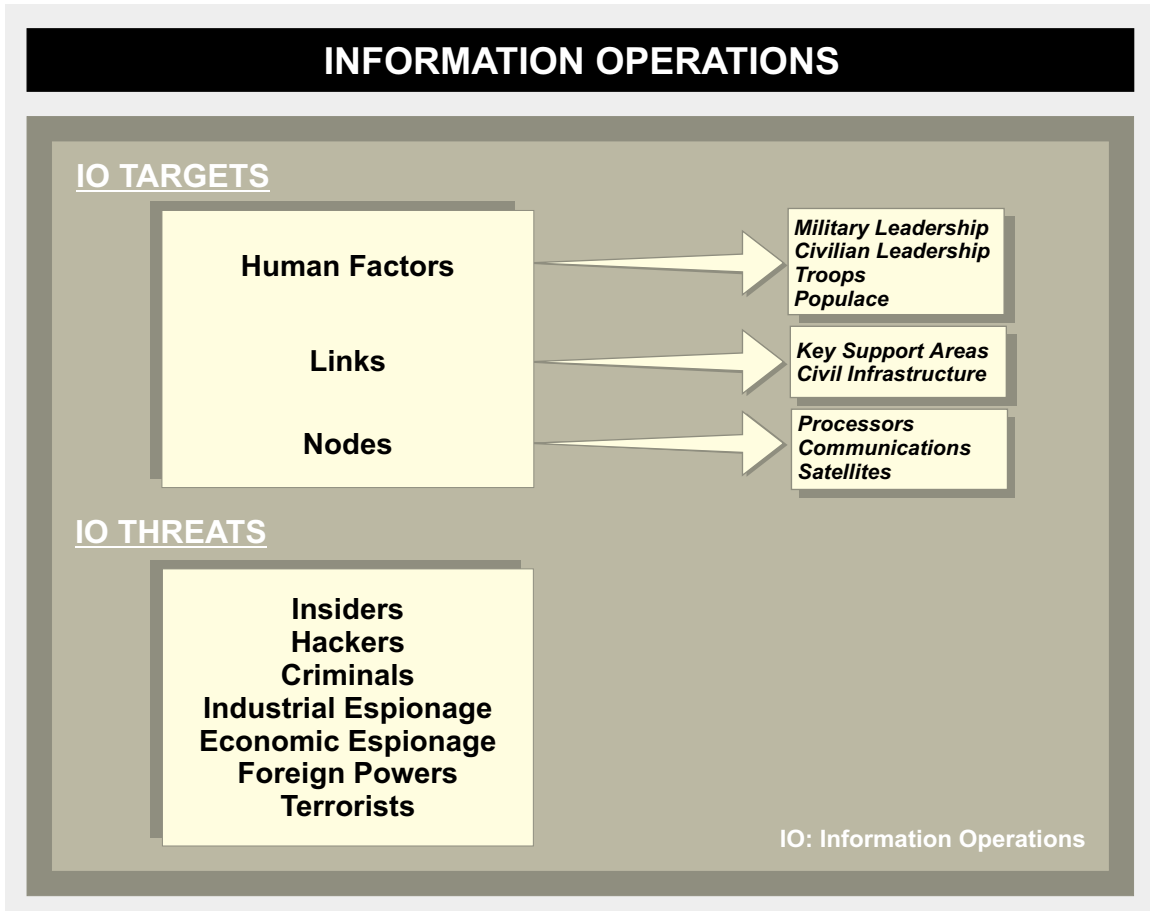 INFORMATION OPERATIONS
IO TARGETS
Human Factors
Military Leadership
Civilian Leadership
Troops
Populace
Links
Key Support Areas
Civil Infrastructure
Nodes
Processors
Communications
Satellites
IO THREATS
Insiders
Hackers
Criminals
Industrial Espionage
Economic Espionage
Foreign Powers
Terrorists
IO: Information Operations